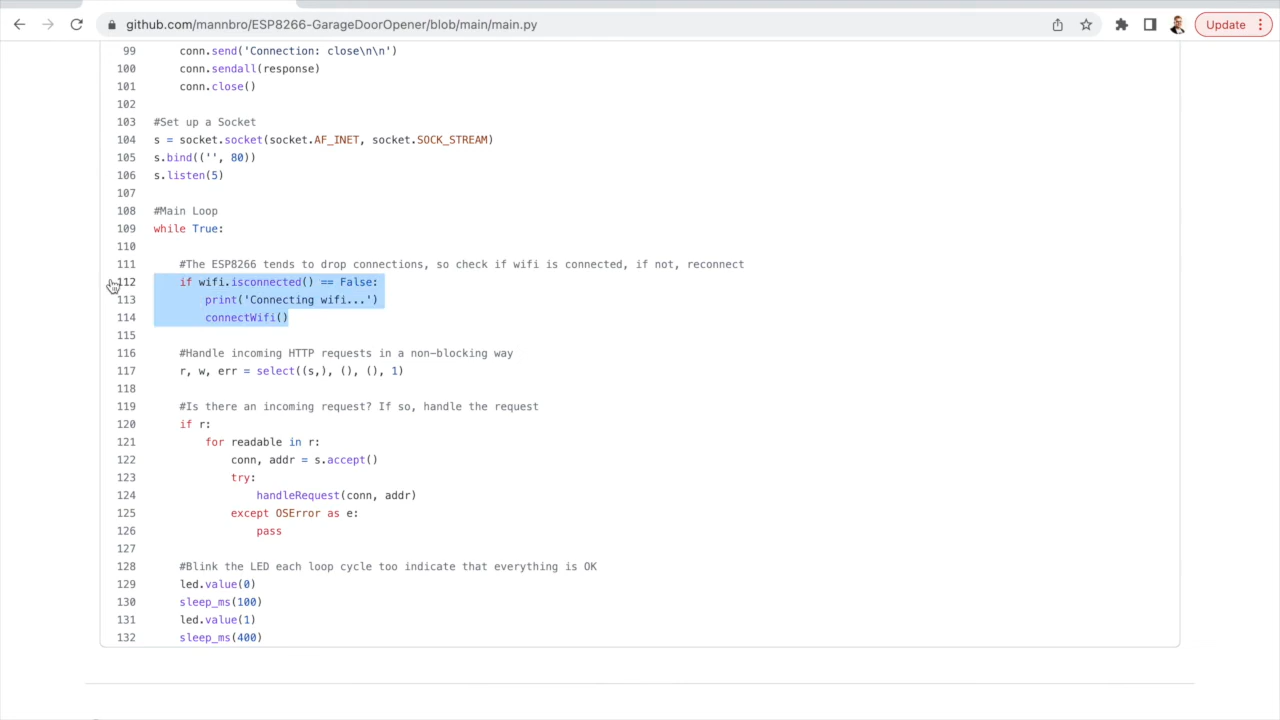 github.com/mannbro/ESP8266-GarageDoorOpener/blob/main/main.py
Update
99 conn.send('Connection: close\n\n')
100 conn.sendall(response)
101 conn.close()
102
103 #Set up a Socket
104 s = socket.socket(socket.AF_INET, socket.SOCK_STREAM)
105 s.bind(('', 80))
106 s.listen(5)
107
108 #Main Loop
109 while True:
110
111 #The ESP8266 tends to drop connections, so check if wifi is connected, if not, reconnect
112 if wifi.isconnected() == False:
113 print('Connecting wifi...')
114 connectWifi()
115
116 #Handle incoming HTTP requests in a non-blocking way
117 r, w, err = select((s,), (), (), 1)
118
119 #Is there an incoming request? If so, handle the request
120 if r:
121 for readable in r:
122 conn, addr = s.accept()
123 try:
124 handleRequest(conn, addr)
125 except OSError as e:
126 pass
127
128 #Blink the LED each loop cycle too indicate that everything is OK
129 led.value(0)
130 sleep_ms(100)
131 led.value(1)
132 sleep_ms(400)